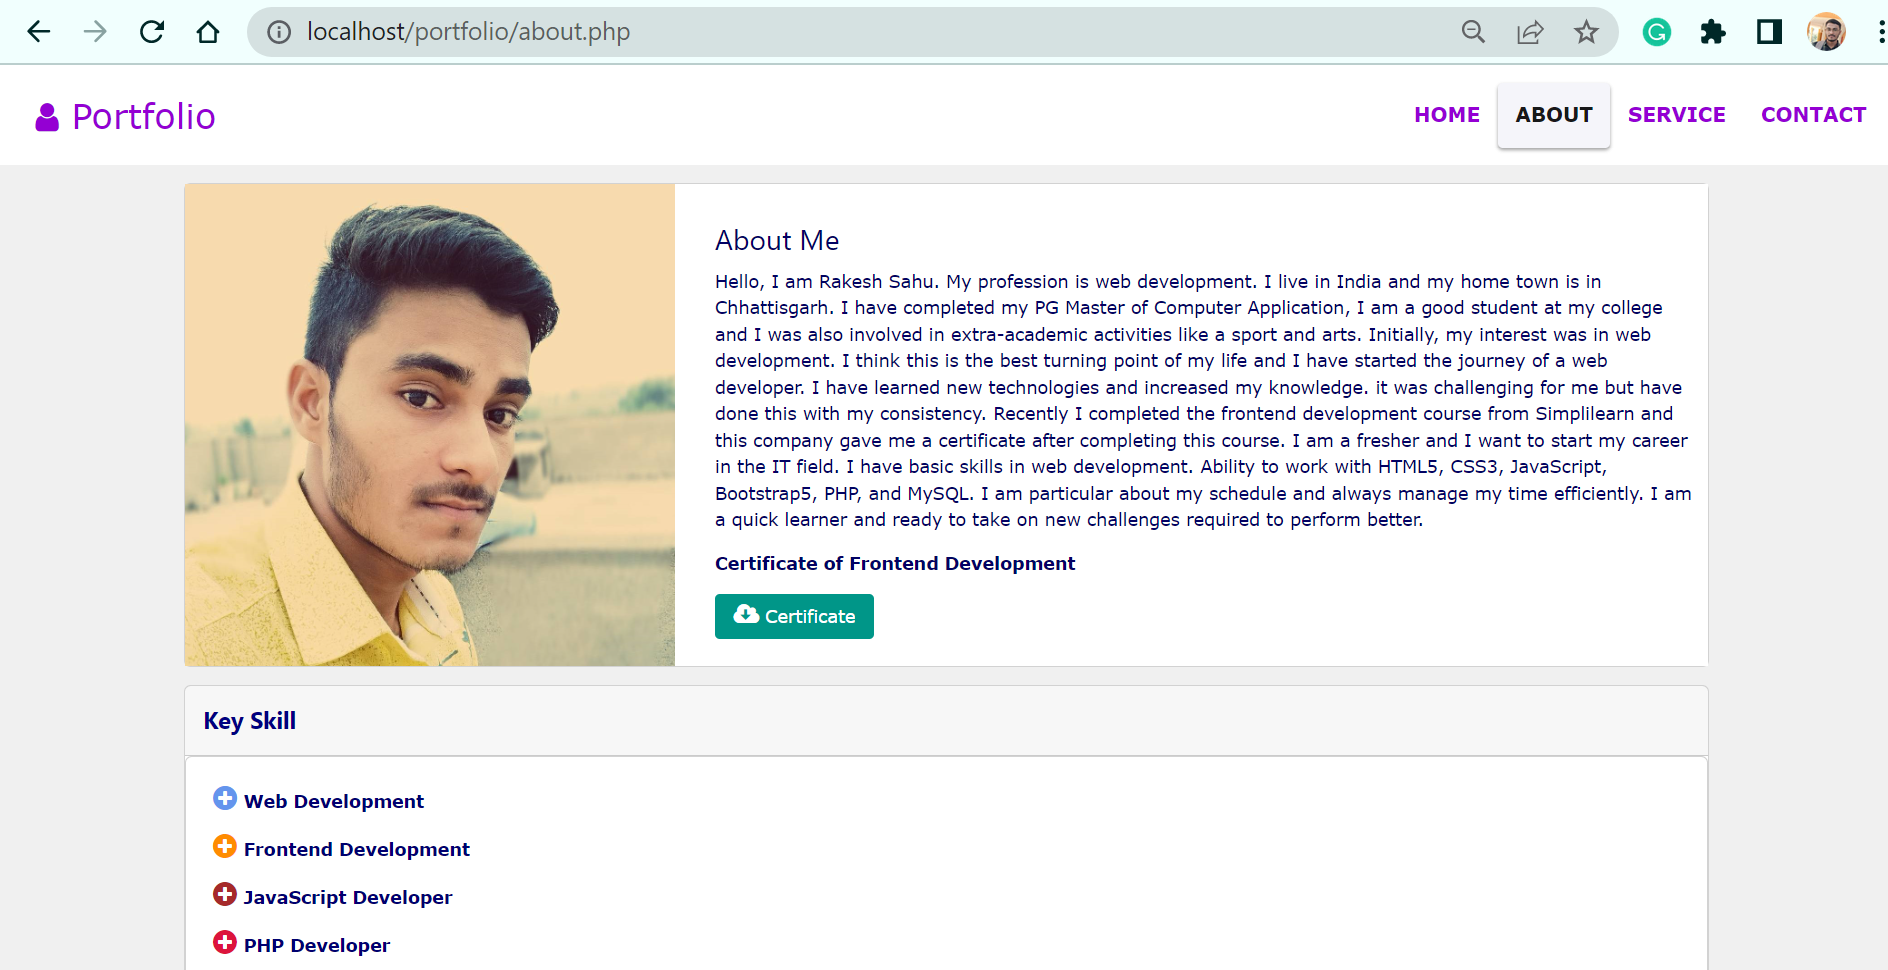 localhost/portfolio/about.php
Portfolio
HOME ABOUT SERVICE CONTACT
About Me
Hello, I am Rakesh Sahu. My profession is web development. I live in India and my home town is in
Chhattisgarh. I have completed my PG Master of Computer Application, I am a good student at my college
and I was also involved in extra-academic activities like a sport and arts. Initially, my interest was in web
development. I think this is the best turning point of my life and I have started the journey of a web
developer. I have learned new technologies and increased my knowledge. it was challenging for me but have
done this with my consistency. Recently I completed the frontend development course from Simplilearn and
this company gave me a certificate after completing this course. I am a fresher and I want to start my career
in the IT field. I have basic skills in web development. Ability to work with HTML5, CSS3, JavaScript,
Bootstrap5, PHP, and MySQL. I am particular about my schedule and always manage my time efficiently. I am
a quick learner and ready to take on new challenges required to perform better.
Certificate of Frontend Development
Certificate
Key Skill
Web Development
Frontend Development
JavaScript Developer
PHP Developer